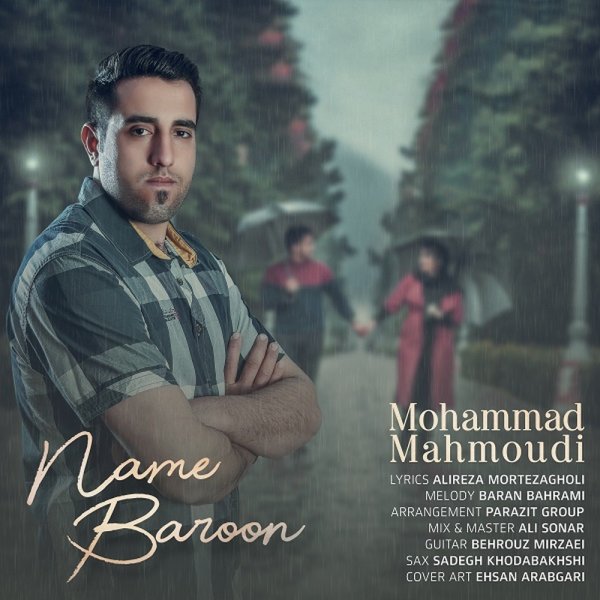 Name
Baroon
Mohammad
Mahmoudi
LYRICS ALIREZA MORTEZAGHOLI
MELODY BARAN BAHRAMI
ARRANGEMENT PARAZIT GROUP
MIX & MASTER ALI SONAR
GUITAR BEHROUZ MIRZAEI
SAX SADEGH KHODABAKHSHI
COVER ART EHSAN ARABGARI